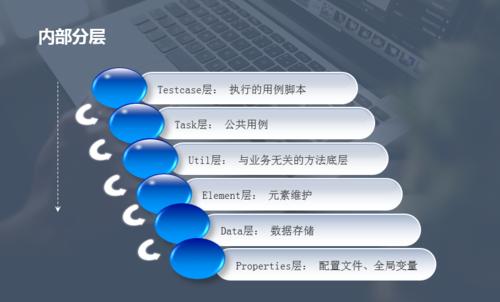 内部分层
Testcase层： 执行的用例脚本
Task层： 公共用例
Util层： 与业务无关的方法底层
Element层： 元素维护
Data层： 数据存储
Properties层： 配置文件、全局变量